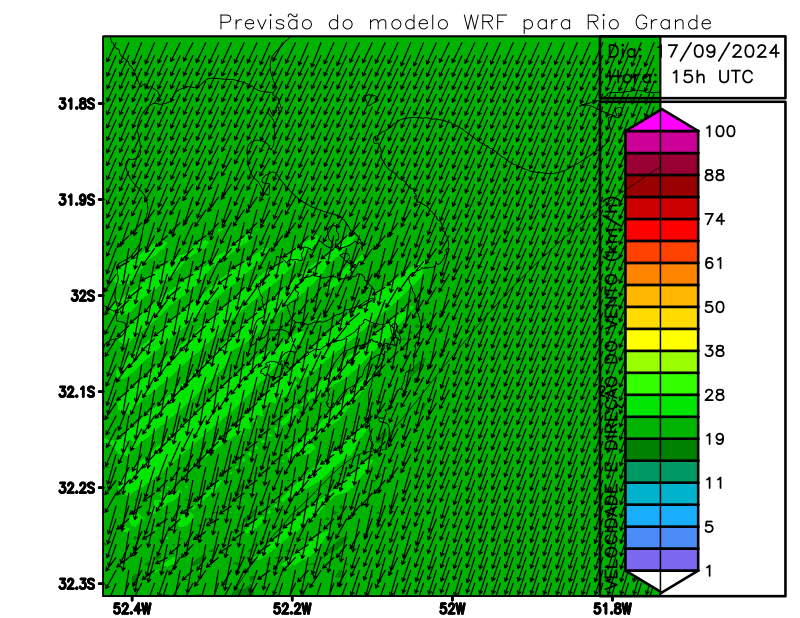 Previsão do modelo WRF para Rio Grande
Dia: 17/09/2024
Hora: 15h UTC
31.8S
31.9S
32S
32.1S
32.2S
32.3S
52.4W
52.2W
52W
51.8W
VELOCIDADE E DIREÇÃO DO VENTO (km/h)
100
88
74
61
50
38
28
19
11
5
1